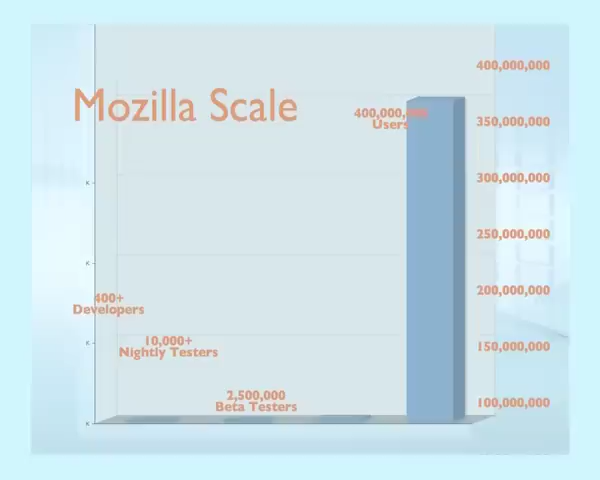 Mozilla Scale
400,000,000
Users
400+
Developers
10,000+
Nightly Testers
2,500,000
Beta Testers
400,000,000
350,000,000
300,000,000
250,000,000
200,000,000
150,000,000
100,000,000
K
K
K
K